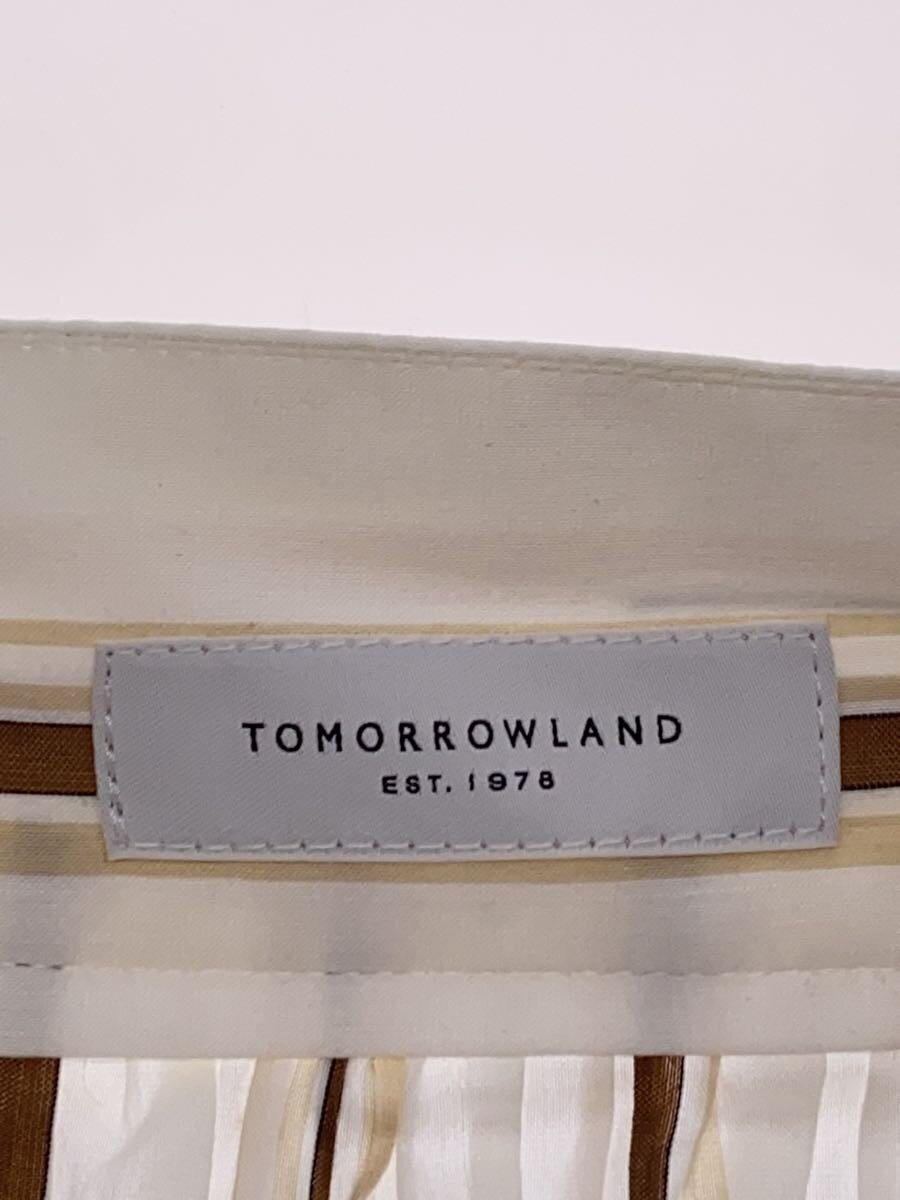 TOMORROWLAND
EST. 1978